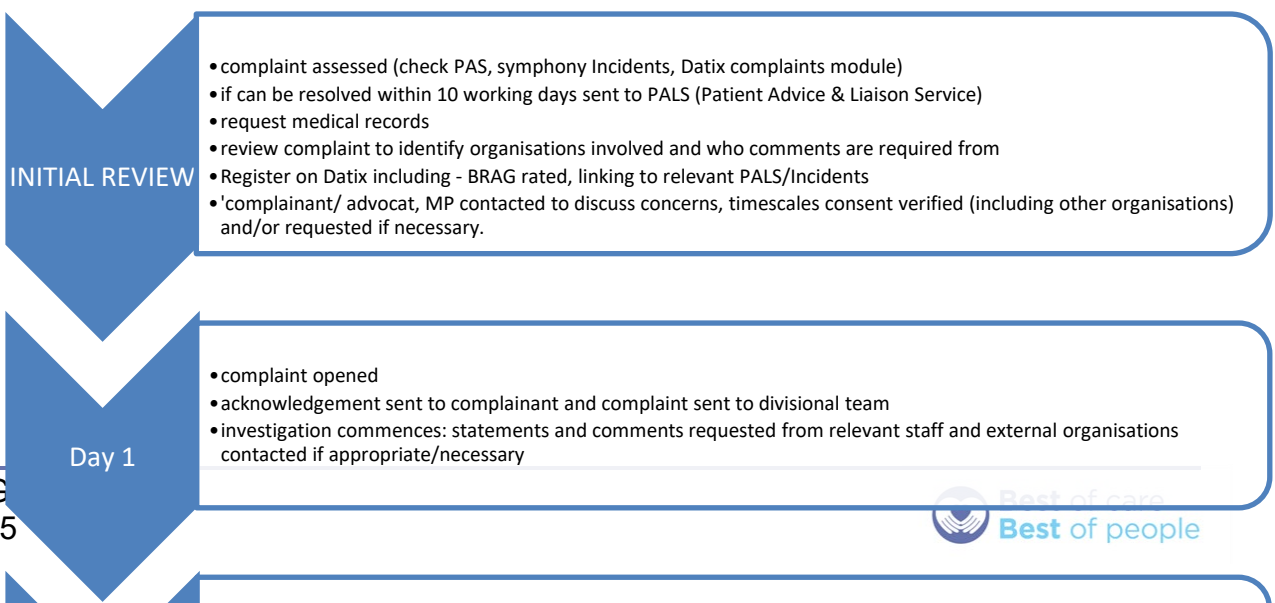 INITIAL REVIEW
•complaint assessed (check PAS, symphony Incidents, Datix complaints module)
•if can be resolved within 10 working days sent to PALS (Patient Advice & Liaison Service)
•request medical records
•review complaint to identify organisations involved and who comments are required from
•Register on Datix including - BRAG rated, linking to relevant PALS/Incidents
•'complainant/ advocat, MP contacted to discuss concerns, timescales consent verified (including other organisations)
and/or requested if necessary.
Day 1
•complaint opened
•acknowledgement sent to complainant and complaint sent to divisional team
•investigation commences: statements and comments requested from relevant staff and external organisations
contacted if appropriate/necessary
5
Best of care
Best of people